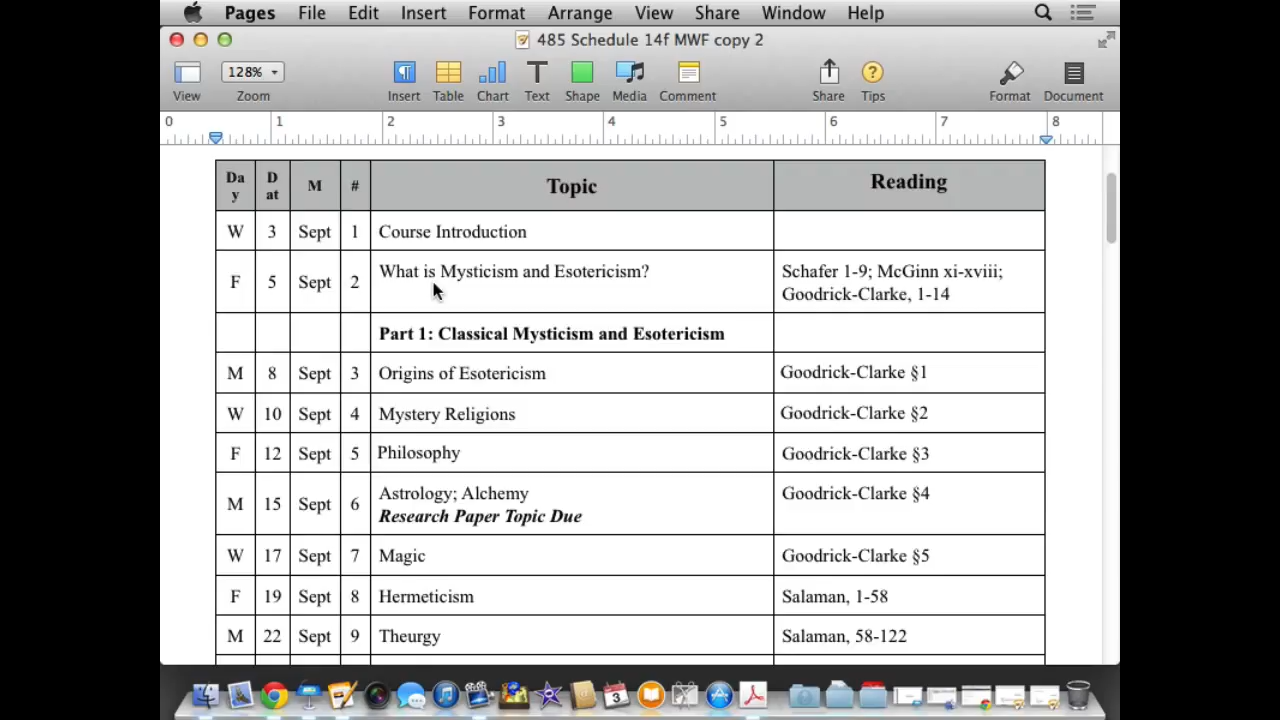 Pages File Edit Insert Format Arrange View Share Window Help
485 Schedule 14f MWF copy 2
128%
View Zoom Insert Table Chart Text Shape Media Comment Share Tips Format Document
0 1 2 3 4 5 6 7 8
Da y D at M # Topic Reading
W 3 Sept 1 Course Introduction
F 5 Sept 2 What is Mysticism and Esotericism? Schafer 1-9; McGinn xi-xviii;
Goodrick-Clarke, 1-14
Part 1: Classical Mysticism and Esotericism
M 8 Sept 3 Origins of Esotericism Goodrick-Clarke §1
W 10 Sept 4 Mystery Religions Goodrick-Clarke §2
F 12 Sept 5 Philosophy Goodrick-Clarke §3
M 15 Sept 6 Astrology; Alchemy Goodrick-Clarke §4
Research Paper Topic Due
W 17 Sept 7 Magic Goodrick-Clarke §5
F 19 Sept 8 Hermeticism Salaman, 1-58
M 22 Sept 9 Theurgy Salaman, 58-122
3